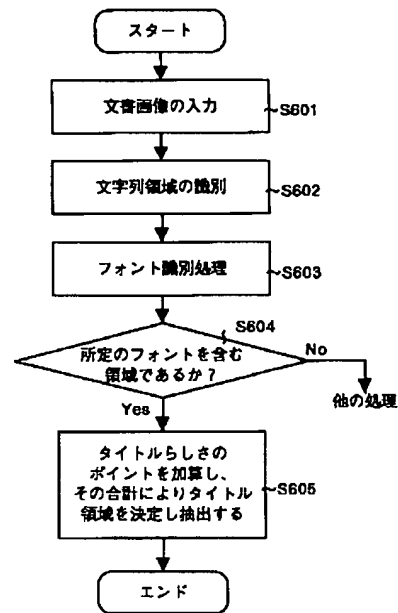 スタート
文書画像の入力
~S601
文字列領域の識別
~S602
フォント識別処理
~S603
S604
所定のフォントを含む
領域であるか?
No
他の処理
Yes
タイトルらしさの
ポイントを加算し、
その合計によりタイトル
領域を決定し抽出する
~S605
エンド